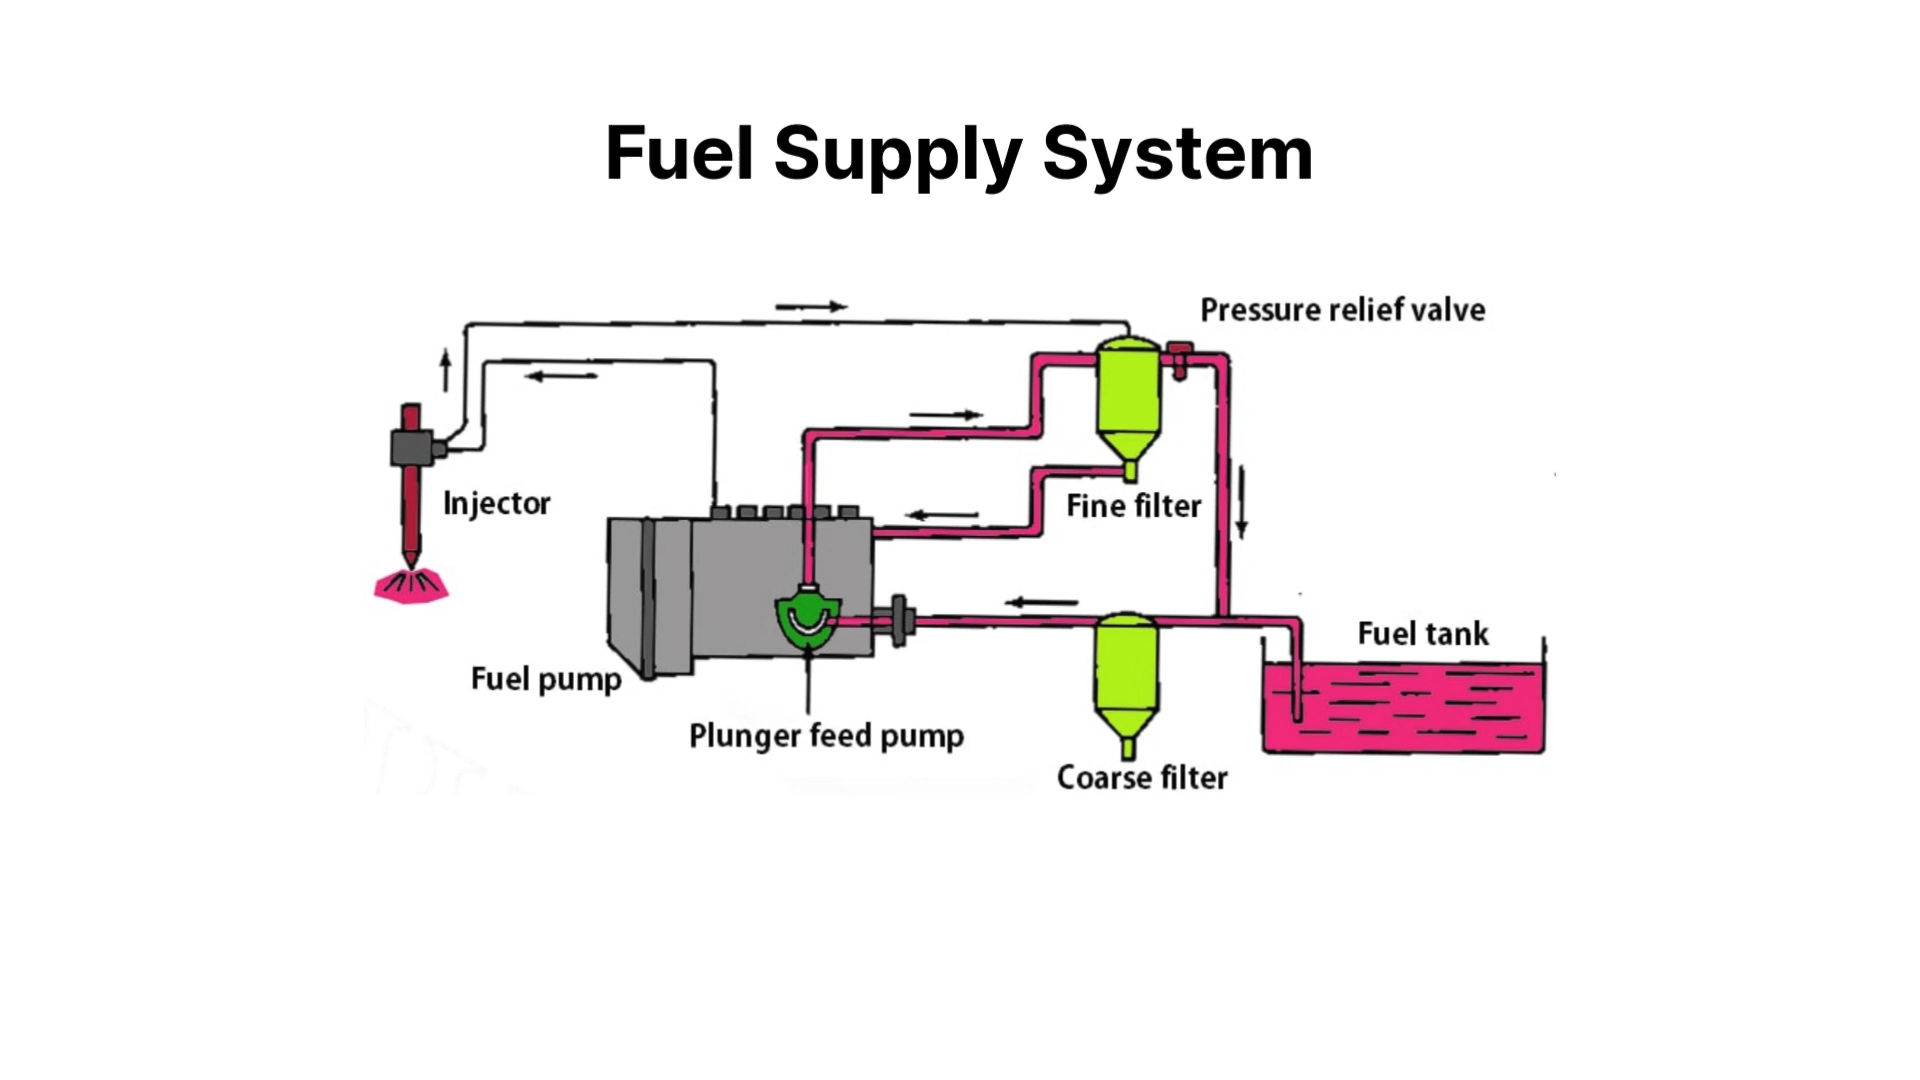 Fuel Supply System
Pressure relief valve
Injector
Fine filter
Fuel tank
Fuel pump
Plunger feed pump
Coarse filter